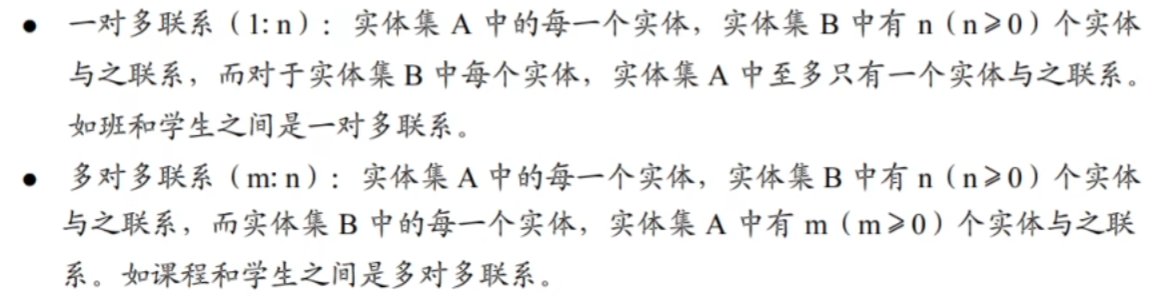 ● 一对多联系（1: n）：实体集 A 中的每一个实体，实体集 B 中有 n（n⩾0）个实体
与之联系，而对于实体集 B 中每个实体，实体集 A 中至多只有一个实体与之联系。
如班和学生之间是一对多联系。
● 多对多联系（m: n）：实体集 A 中的每一个实体，实体集 B 中有 n（n⩾0）个实体
与之联系，而实体集 B 中的每一个实体，实体集 A 中有 m（m⩾0）个实体与之联
系。如课程和学生之间是多对多联系。